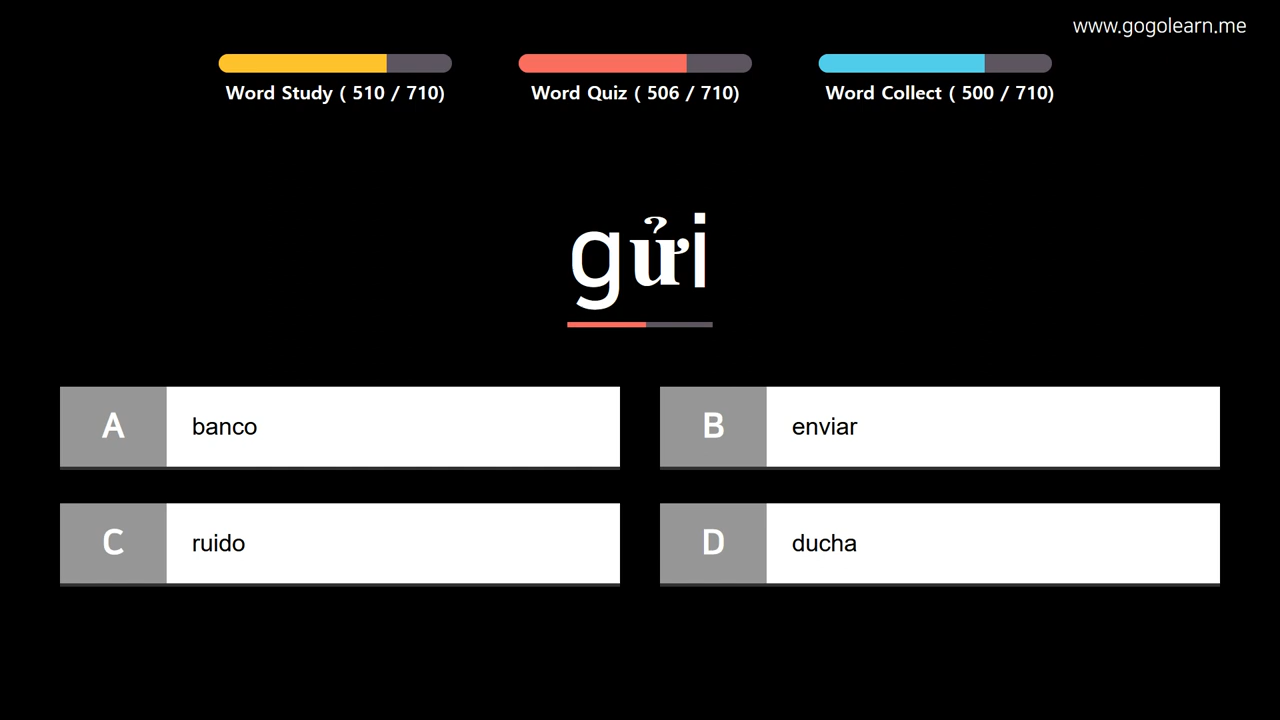 www.gogolearn.me
Word Study ( 510 / 710)
Word Quiz ( 506 / 710)
Word Collect ( 500 / 710)
gửi
A banco
B enviar
C ruido
D ducha